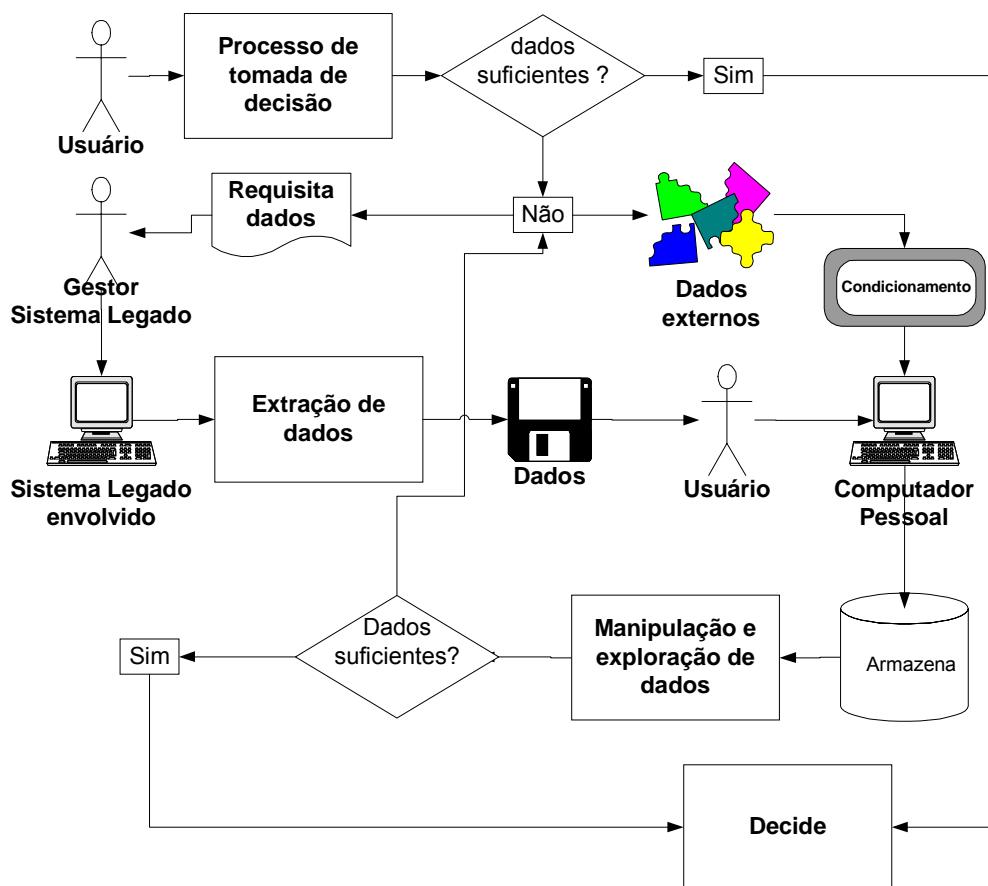 Processo de
tomada de
decisão
dados
suficientes ?
Sim
Usuário
Requisita
dados
Não
Gestor
Sistema Legado
Dados
externos
Condicionamento
Extração de
dados
Sistema Legado
envolvido
Dados
Usuário
Computador
Pessoal
Sim
Dados
suficientes?
Manipulação e
exploração de
dados
Armazena
Decide